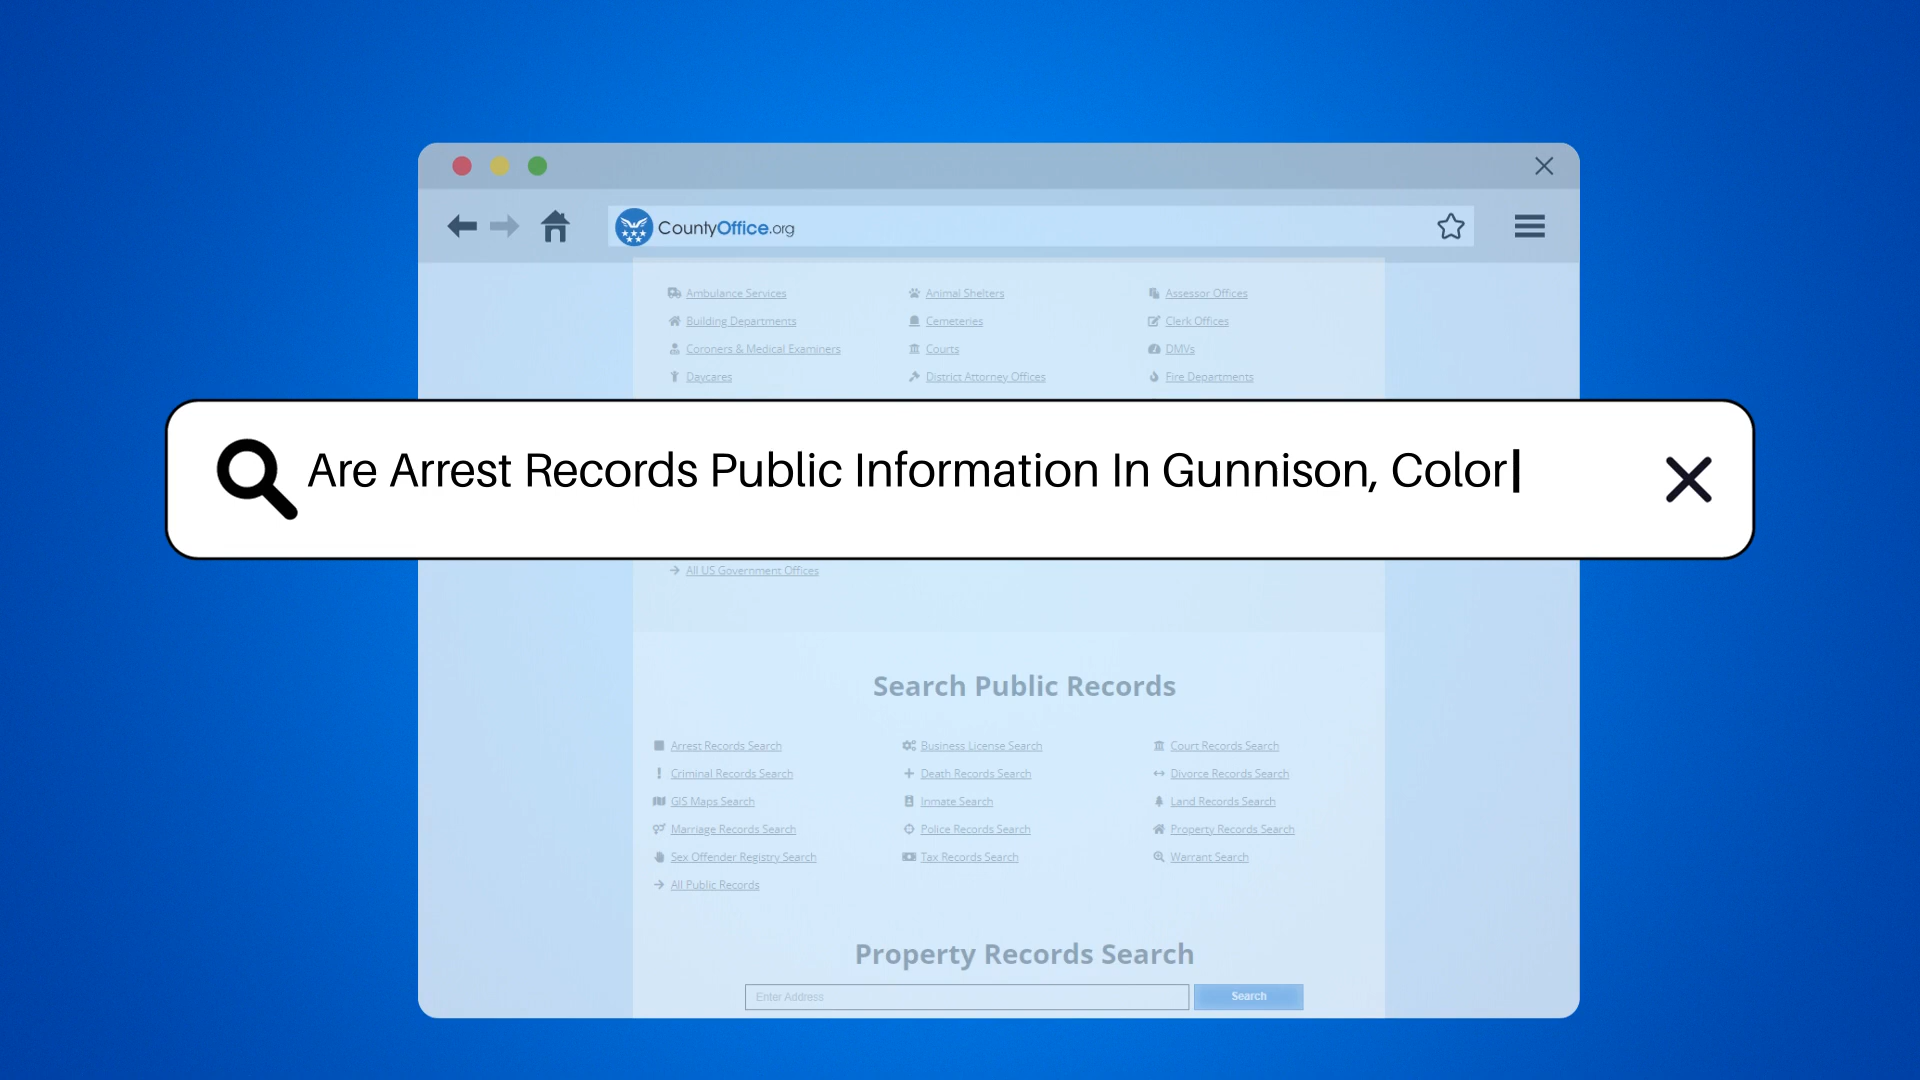 CountyOffice.org
Ambulance Services Animal Shelters Assessor Offices
Building Departments Cemeteries Clerk Offices
Coroners & Medical Examiners Courts DMVs
Daycares District Attorney Offices Fire Departments
Are Arrest Records Public Information In Gunnison, Color
All US Government Offices
Search Public Records
Arrest Records Search Business License Search Court Records Search
Criminal Records Search Death Records Search Divorce Records Search
GIS Maps Search Inmate Search Land Records Search
Marriage Records Search Police Records Search Property Records Search
Sex Offender Registry Search Tax Records Search Warrant Search
All Public Records
Property Records Search
Enter Address Search